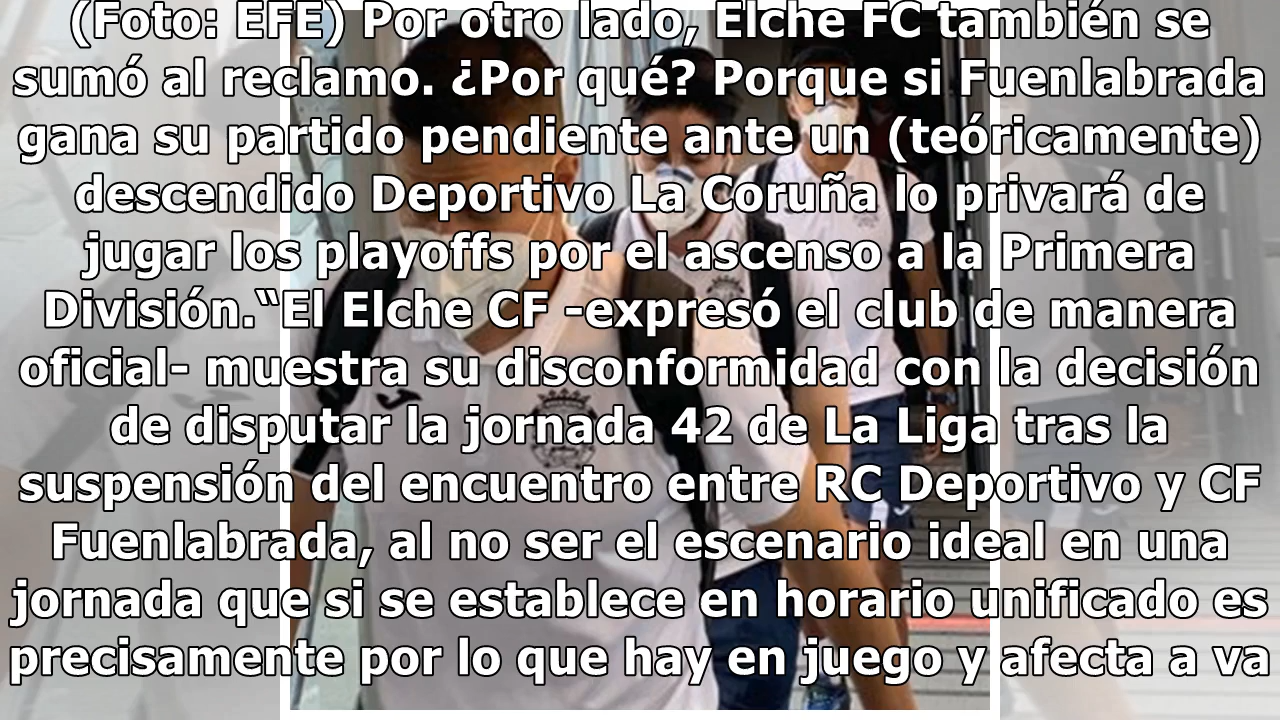 (Foto: EFE) Por otro lado, Elche FC también se
sumó al reclamo. ¿Por qué? Porque si Fuenlabrada
gana su partido pendiente ante un (teóricamente)
descendido Deportivo La Coruña lo privará de
jugar los playoffs por el ascenso a la Primera
División.“El Elche CF -expresó el club de manera
oficial- muestra su disconformidad con la decisión
de disputar la jornada 42 de La Liga tras la
suspensión del encuentro entre RC Deportivo y CF
Fuenlabrada, al no ser el escenario ideal en una
jornada que si se establece en horario unificado es
precisamente por lo que hay en juego y afecta a va